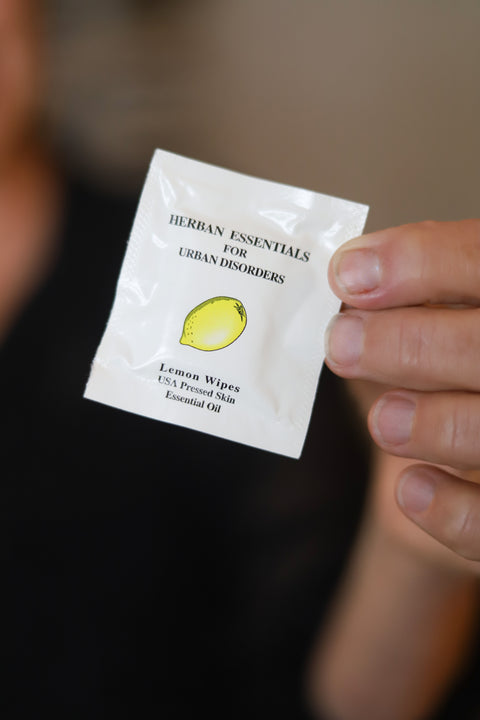 HERBAN ESSENTIALS
FOR
URBAN DISORDERS
Lemon Wipes
USA Pressed Skin
Essential Oil